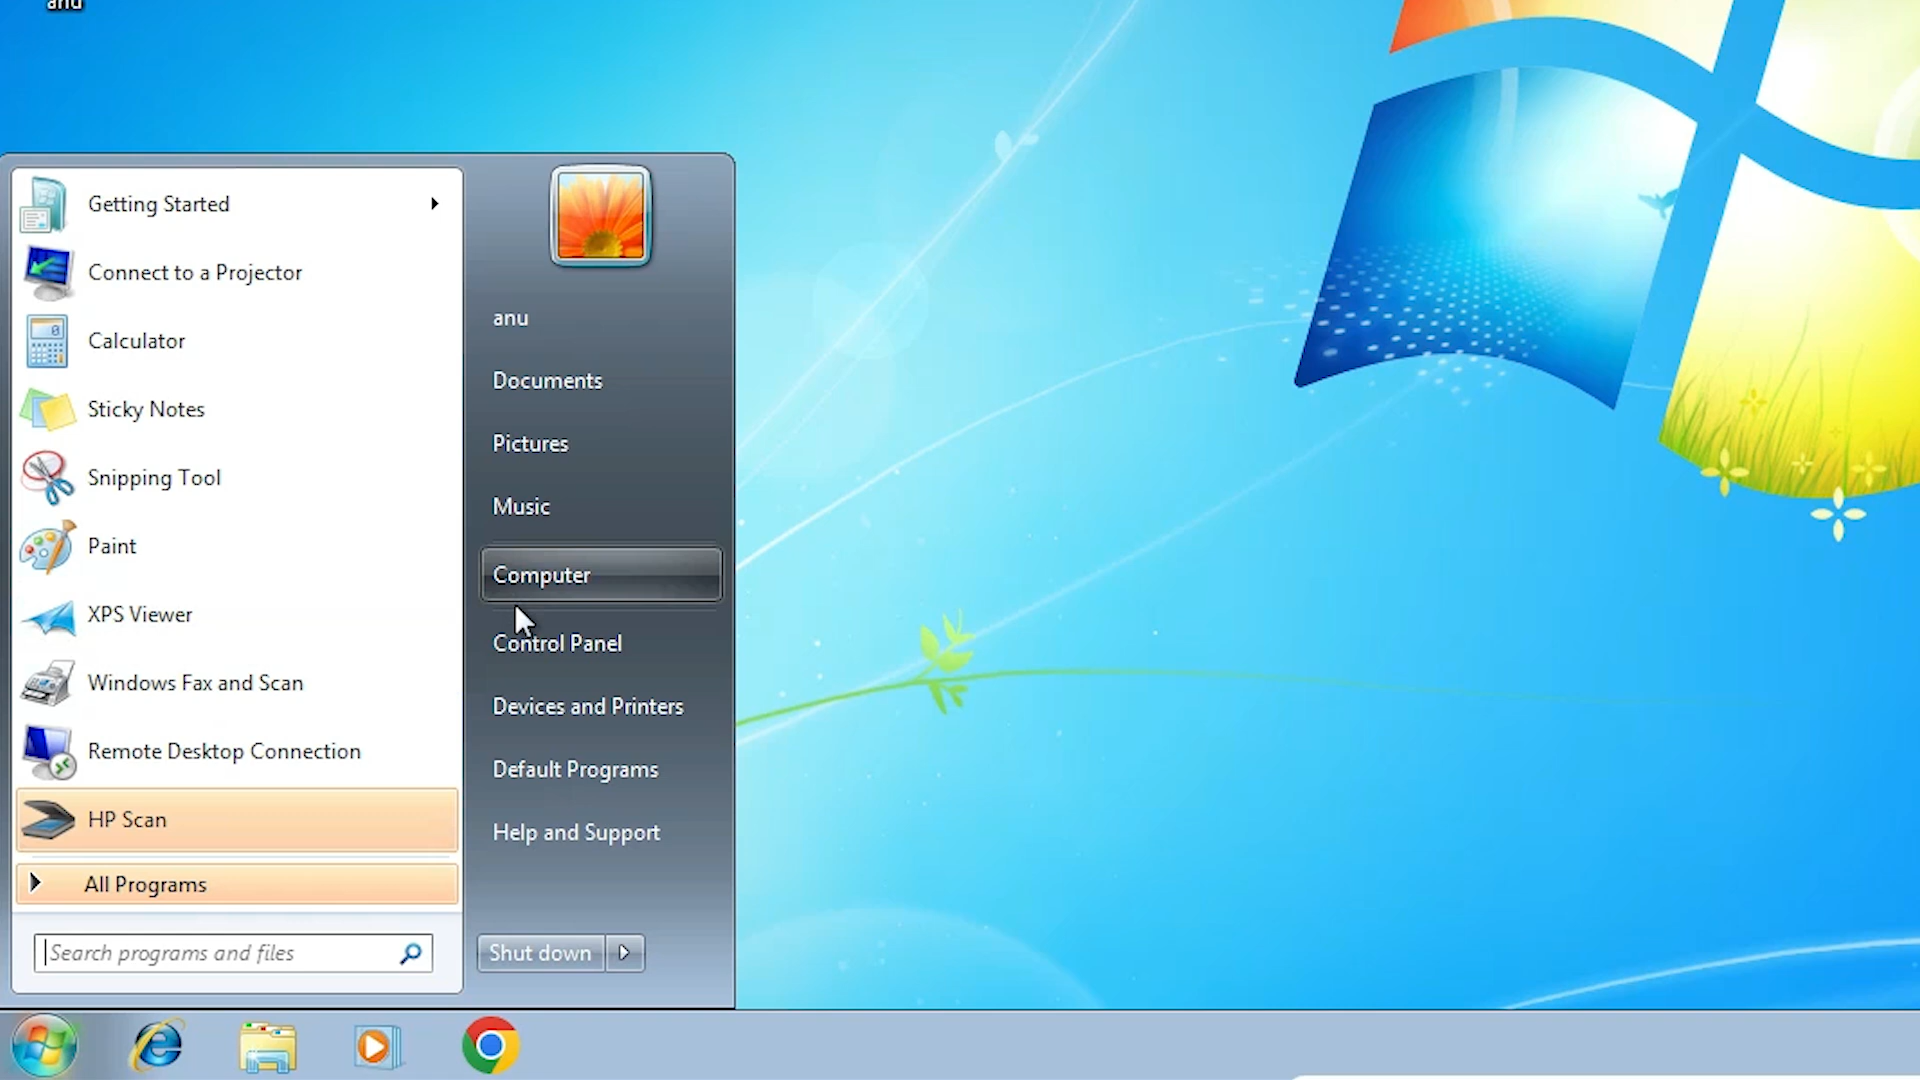 anu
Getting Started
Connect to a Projector
Calculator
Sticky Notes
Snipping Tool
Paint
XPS Viewer
Windows Fax and Scan
Remote Desktop Connection
HP Scan
All Programs
Search programs and files
anu
Documents
Pictures
Music
Computer
Control Panel
Devices and Printers
Default Programs
Help and Support
Shut down